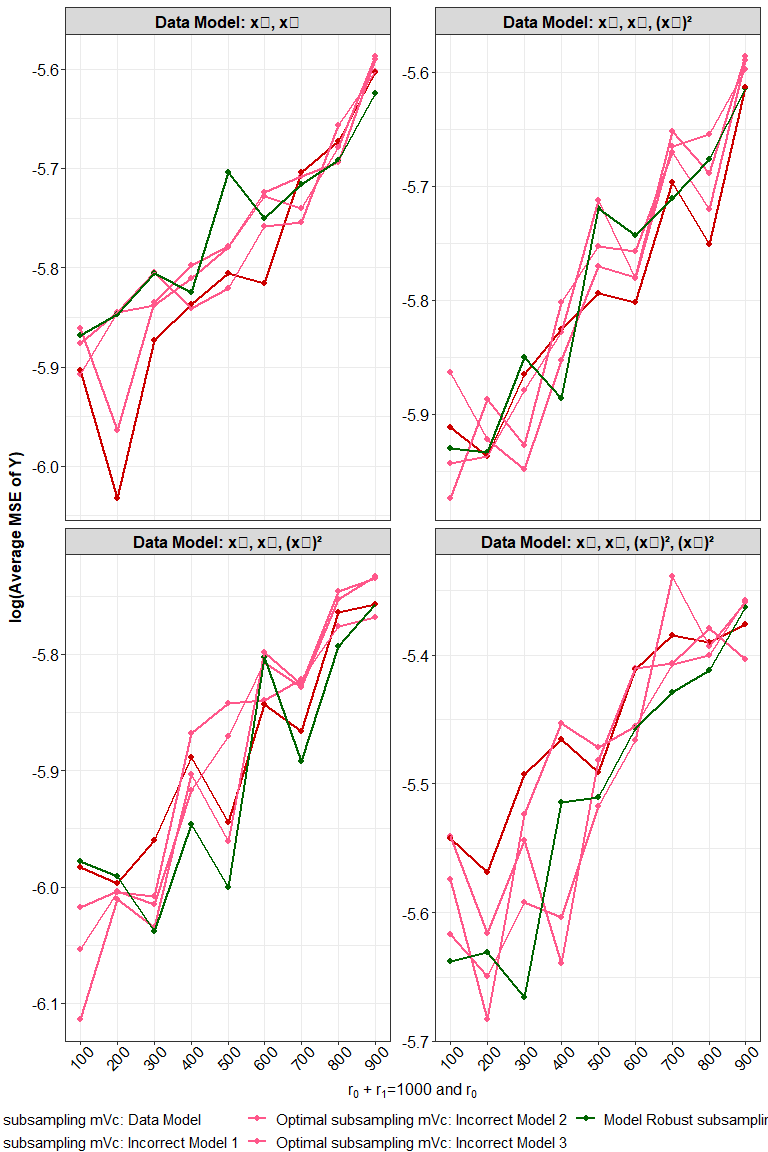 Data Model: x▯, x▯
Data Model: x▯, x▯, (x▯)²
-5.6
-5.7
-5.8
-5.9
-6.0
-5.6
-5.7
-5.8
-5.9
log(Average MSE of Y)
Data Model: x▯, x▯, (x▯)²
Data Model: x▯, x▯, (x▯)², (x▯)²
-5.8
-5.9
-6.0
-6.1
-5.4
-5.5
-5.6
-5.7
100 200 300 400 500 600 700 800 900
100 200 300 400 500 600 700 800 900
r₀ + r₁=1000 and r₀
subsampling mVc: Data Model Optimal subsampling mVc: Incorrect Model 2 Model Robust subsamplin
subsampling mVc: Incorrect Model 1 Optimal subsampling mVc: Incorrect Model 3